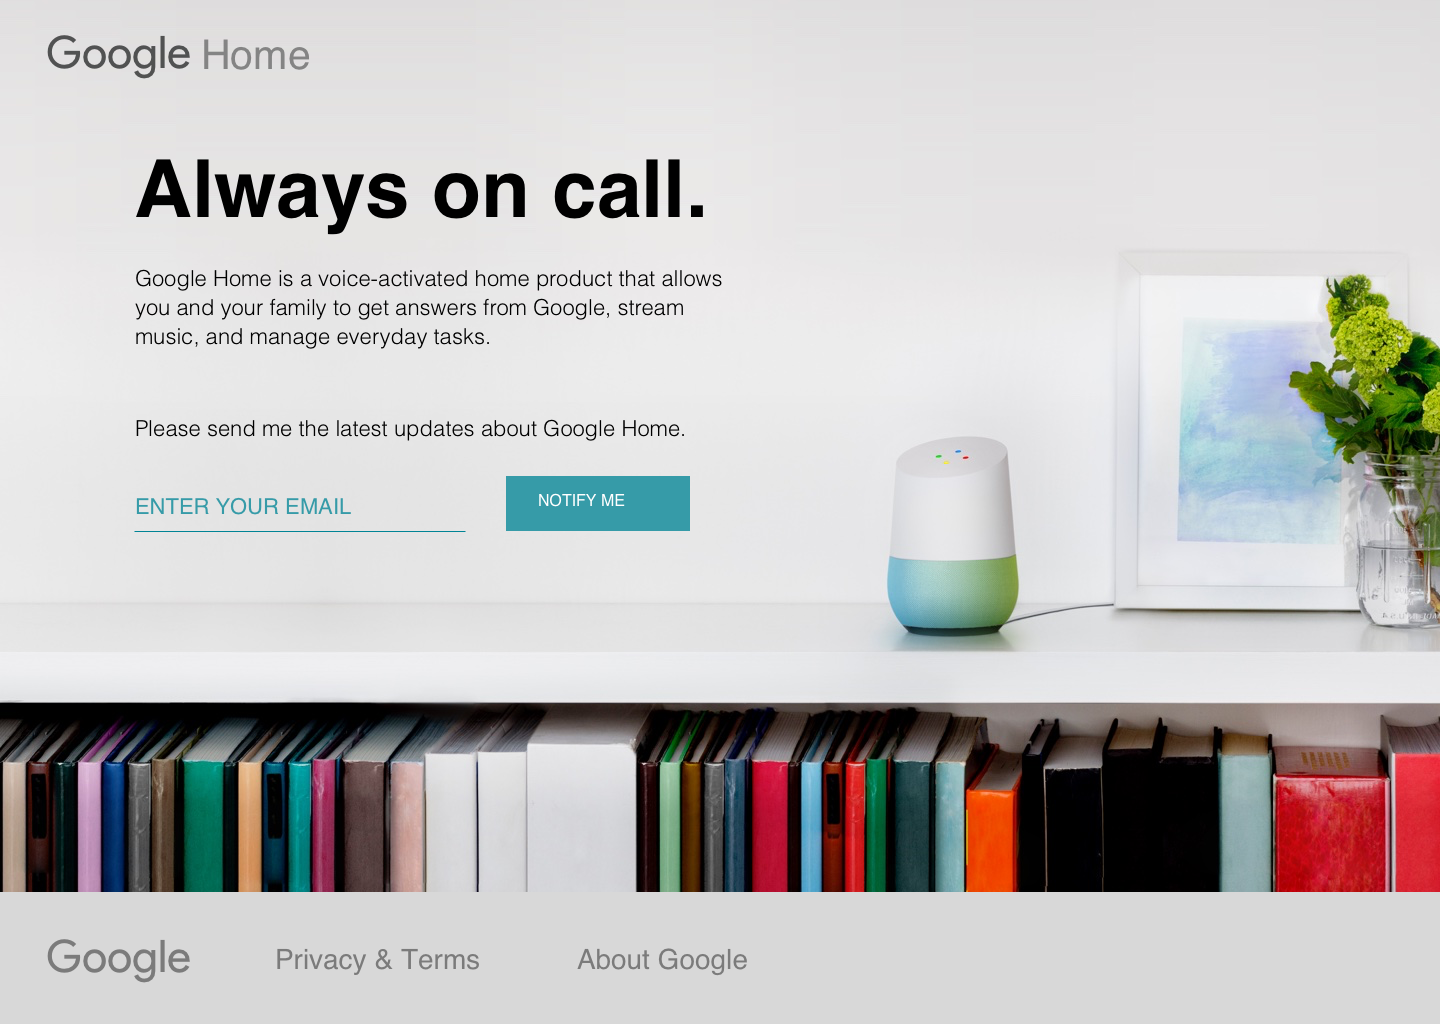 Google Home
Always on call.
Google Home is a voice-activated home product that allows
you and your family to get answers from Google, stream
music, and manage everyday tasks.
Please send me the latest updates about Google Home.
ENTER YOUR EMAIL
NOTIFY ME
Google
Privacy & Terms
About Google